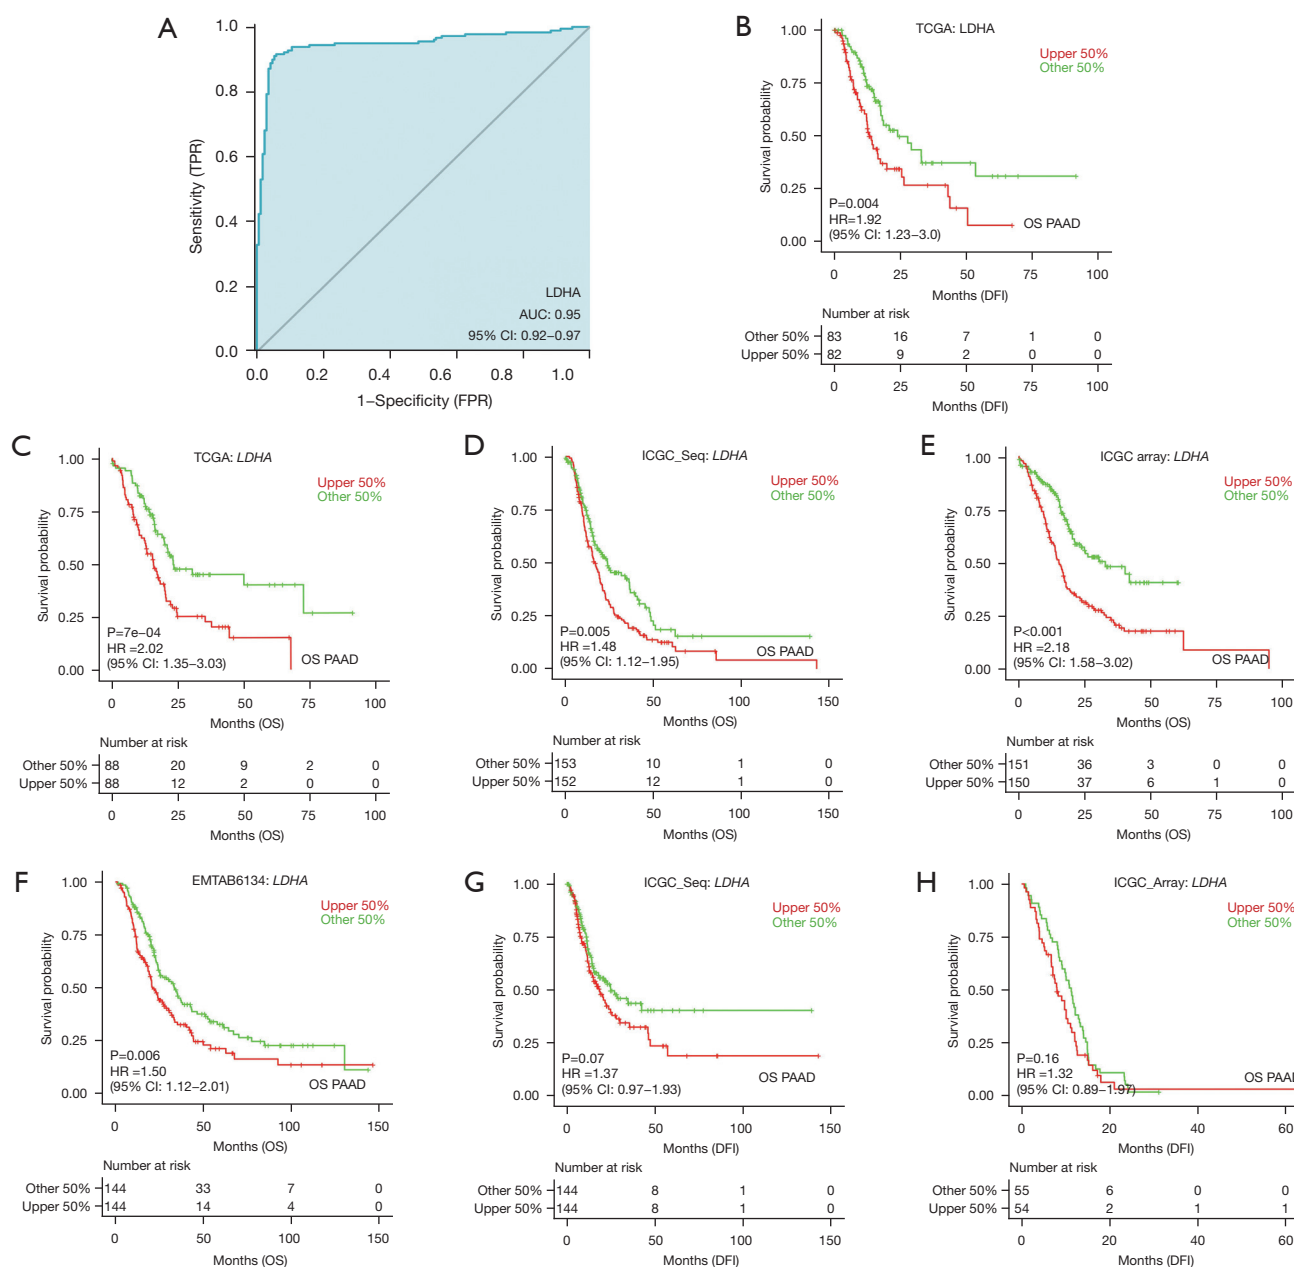 A
1.0
0.8
0.6
0.4
0.2
0.0
Sensitivity (TPR)
LDHA
AUC: 0.95
95% CI: 0.92–0.97
0.0 0.2 0.4 0.6 0.8 1.0
1–Specificity (FPR)
B
TCGA: LDHA
Upper 50%
Other 50%
1.00
0.75
0.50
0.25
0.00
Survival probability
P=0.004
HR=1.92
(95% CI: 1.23–3.0)
OS PAAD
0 25 50 75 100
Months (DFI)
Number at risk
Other 50% 83 16 7 1 0
Upper 50% 82 9 2 0 0
0 25 50 75 100
Months (DFI)
C
TCGA: LDHA
Upper 50%
Other 50%
1.00
0.75
0.50
0.25
0.00
Survival probability
P=7e–04
HR =2.02
(95% CI: 1.35–3.03)
OS PAAD
0 25 50 75 100
Months (OS)
Number at risk
Other 50% 88 20 9 2 0
Upper 50% 88 12 2 0 0
0 25 50 75 100
Months (OS)
D
ICGC_Seq: LDHA
Upper 50%
Other 50%
1.00
0.75
0.50
0.25
0.00
Survival probability
P=0.005
HR =1.48
(95% CI: 1.12–1.95)
OS PAAD
0 50 100 150
Months (OS)
Number at risk
Other 50% 153 10 1 0
Upper 50% 152 12 1 0
0 50 100 150
Months (OS)
E
ICGC array: LDHA
Upper 50%
Other 50%
1.00
0.75
0.50
0.25
0.00
Survival probability
P<0.001
HR =2.18
(95% CI: 1.58–3.02)
OS PAAD
0 25 50 75 100
Months (OS)
Number at risk
Other 50% 151 36 3 0 0
Upper 50% 150 37 6 1 0
0 25 50 75 100
Months (OS)
F
EMTAB6134: LDHA
Upper 50%
Other 50%
1.00
0.75
0.50
0.25
0.00
Survival probability
P=0.006
HR =1.50
(95% CI: 1.12–2.01)
OS PAAD
0 50 100 150
Months (OS)
Number at risk
Other 50% 144 33 7 0
Upper 50% 144 14 4 0
0 50 100 150
Months (OS)
G
ICGC_Seq: LDHA
Upper 50%
Other 50%
1.00
0.75
0.50
0.25
0.00
Survival probability
P=0.07
HR =1.37
(95% CI: 0.97–1.93)
OS PAAD
0 50 100 150
Months (DFI)
Number at risk
Other 50% 144 8 1 0
Upper 50% 144 8 1 0
0 50 100 150
Months (DFI)
H
ICGC_Array: LDHA
Upper 50%
Other 50%
1.00
0.75
0.50
0.25
0.00
Survival probability
P=0.16
HR =1.32
(95% CI: 0.89–1.97)
OS PAAD
0 20 40 60
Months (DFI)
Number at risk
Other 50% 55 6 0 0
Upper 50% 54 2 1 1
0 20 40 60
Months (DFI)